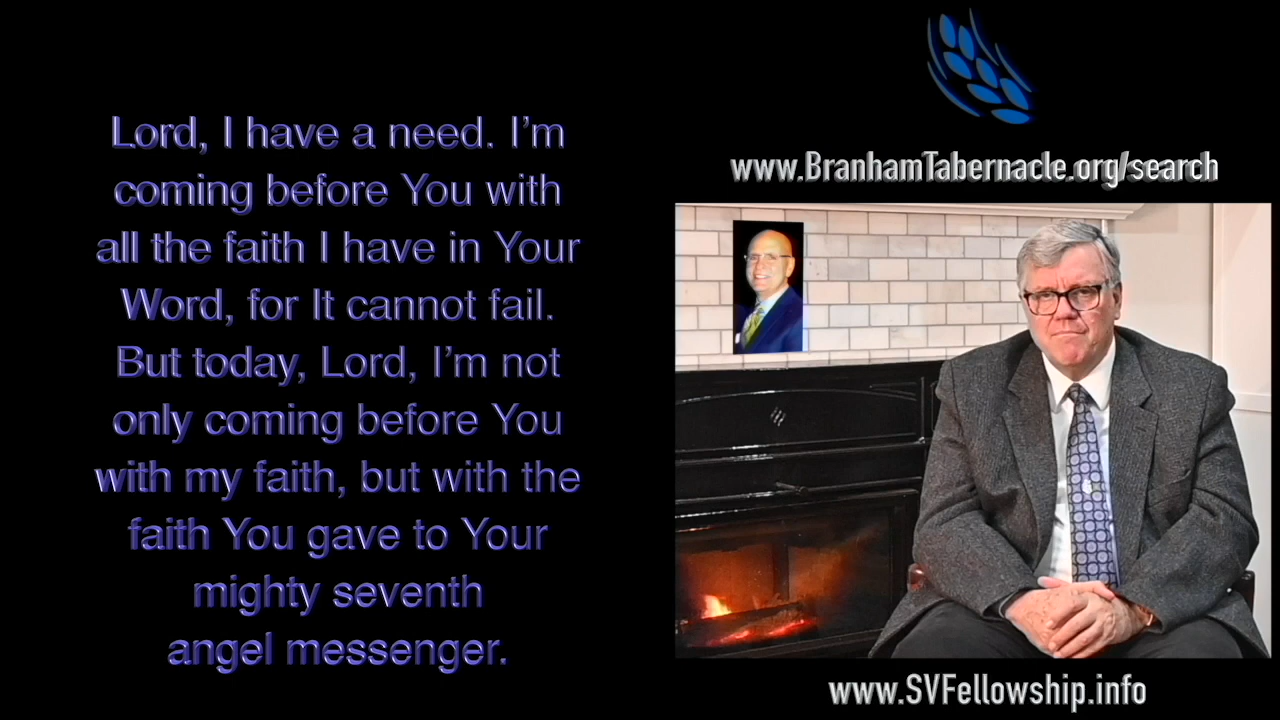 Lord, I have a need. I’m
coming before You with
all the faith I have in Your
Word, for It cannot fail.
But today, Lord, I’m not
only coming before You
with my faith, but with the
faith You gave to Your
mighty seventh
angel messenger.
www.BranhamTabernacle.org/search
www.SVFellowship.info